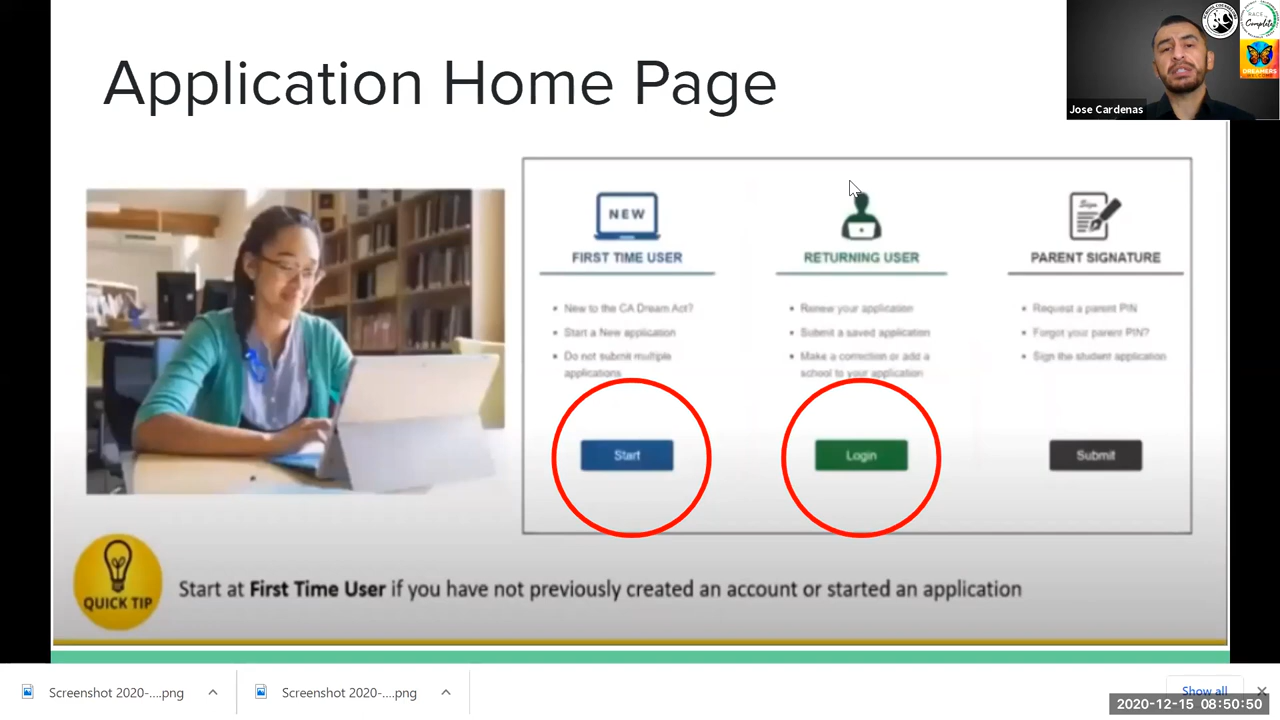 Application Home Page
Jose Cardenas
DREAMERS
NEW
FIRST TIME USER
New to the CA Dream Act?
Start a New application
Do not submit multiple
applications
Start
RETURNING USER
Renew your application
Submit a saved application
Make a correction or add a
school to your application
Login
Sign
PARENT SIGNATURE
Request a parent PIN
Forgot your parent PIN?
Sign the student application
Submit
QUICK TIP
Start at First Time User if you have not previously created an account or started an application
Screenshot 2020-....png
Screenshot 2020-....png
Show all
2020-12-15 08:50:50